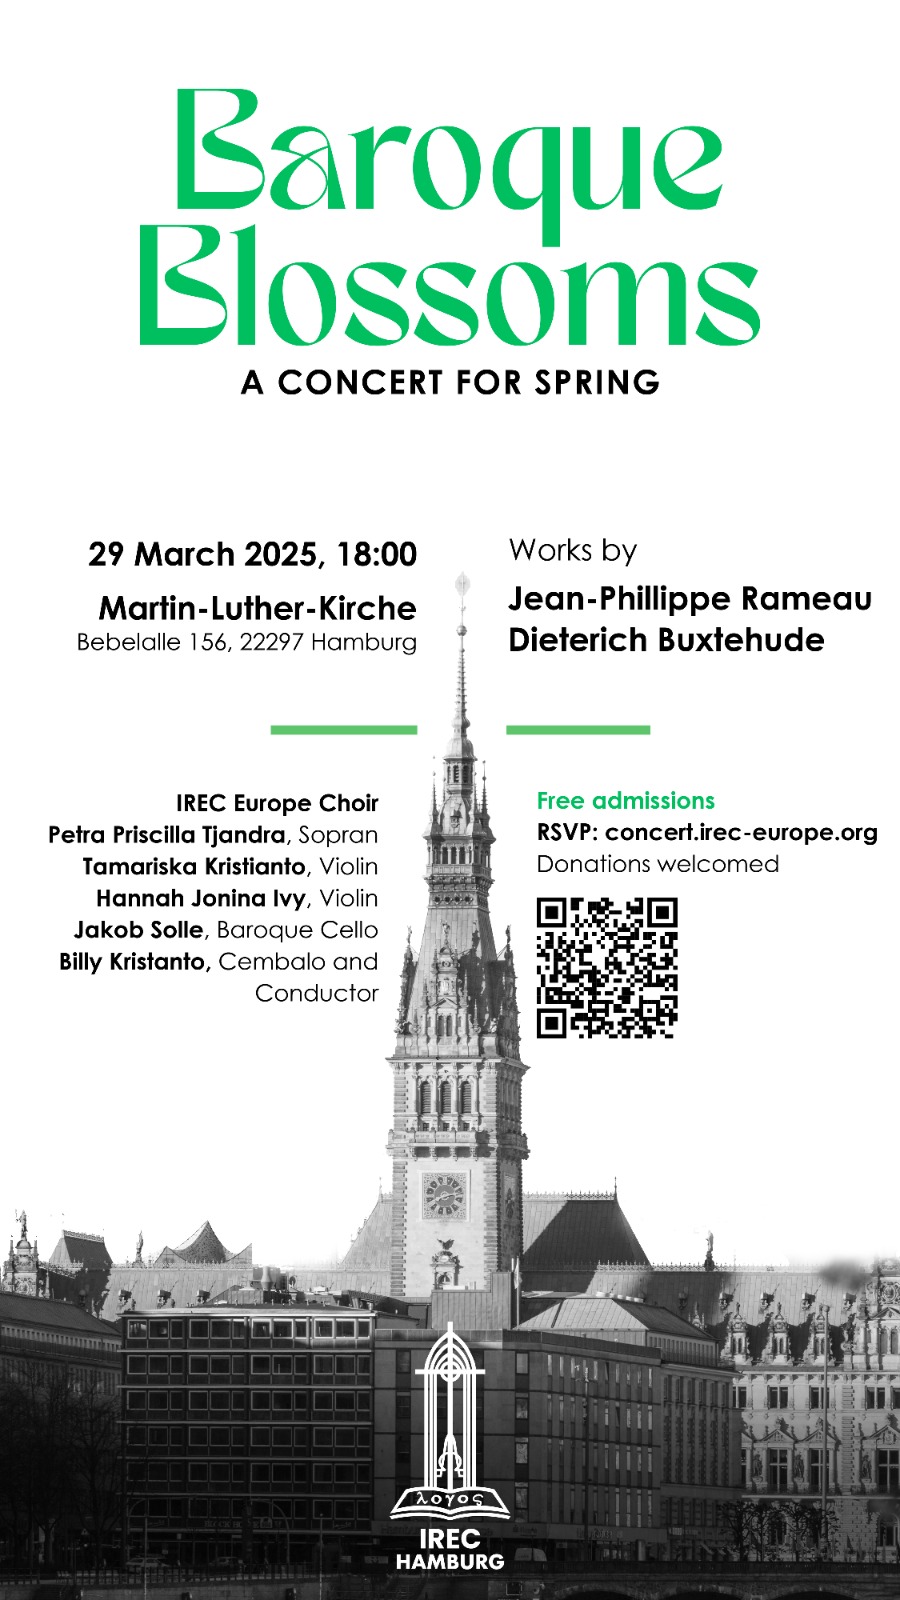 Baroque
Blossoms
A CONCERT FOR SPRING
29 March 2025, 18:00
Martin-Luther-Kirche
Bebelalle 156, 22297 Hamburg
Works by
Jean-Phillippe Rameau
Dieterich Buxtehude
IREC Europe Choir
Petra Priscilla Tjandra, Sopran
Tamariska Kristianto, Violin
Hannah Jonina Ivy, Violin
Jakob Solle, Baroque Cello
Billy Kristanto, Cembalo and
Conductor
Free admissions
RSVP: concert.irec-europe.org
Donations welcomed
λογος
IREC
HAMBURG